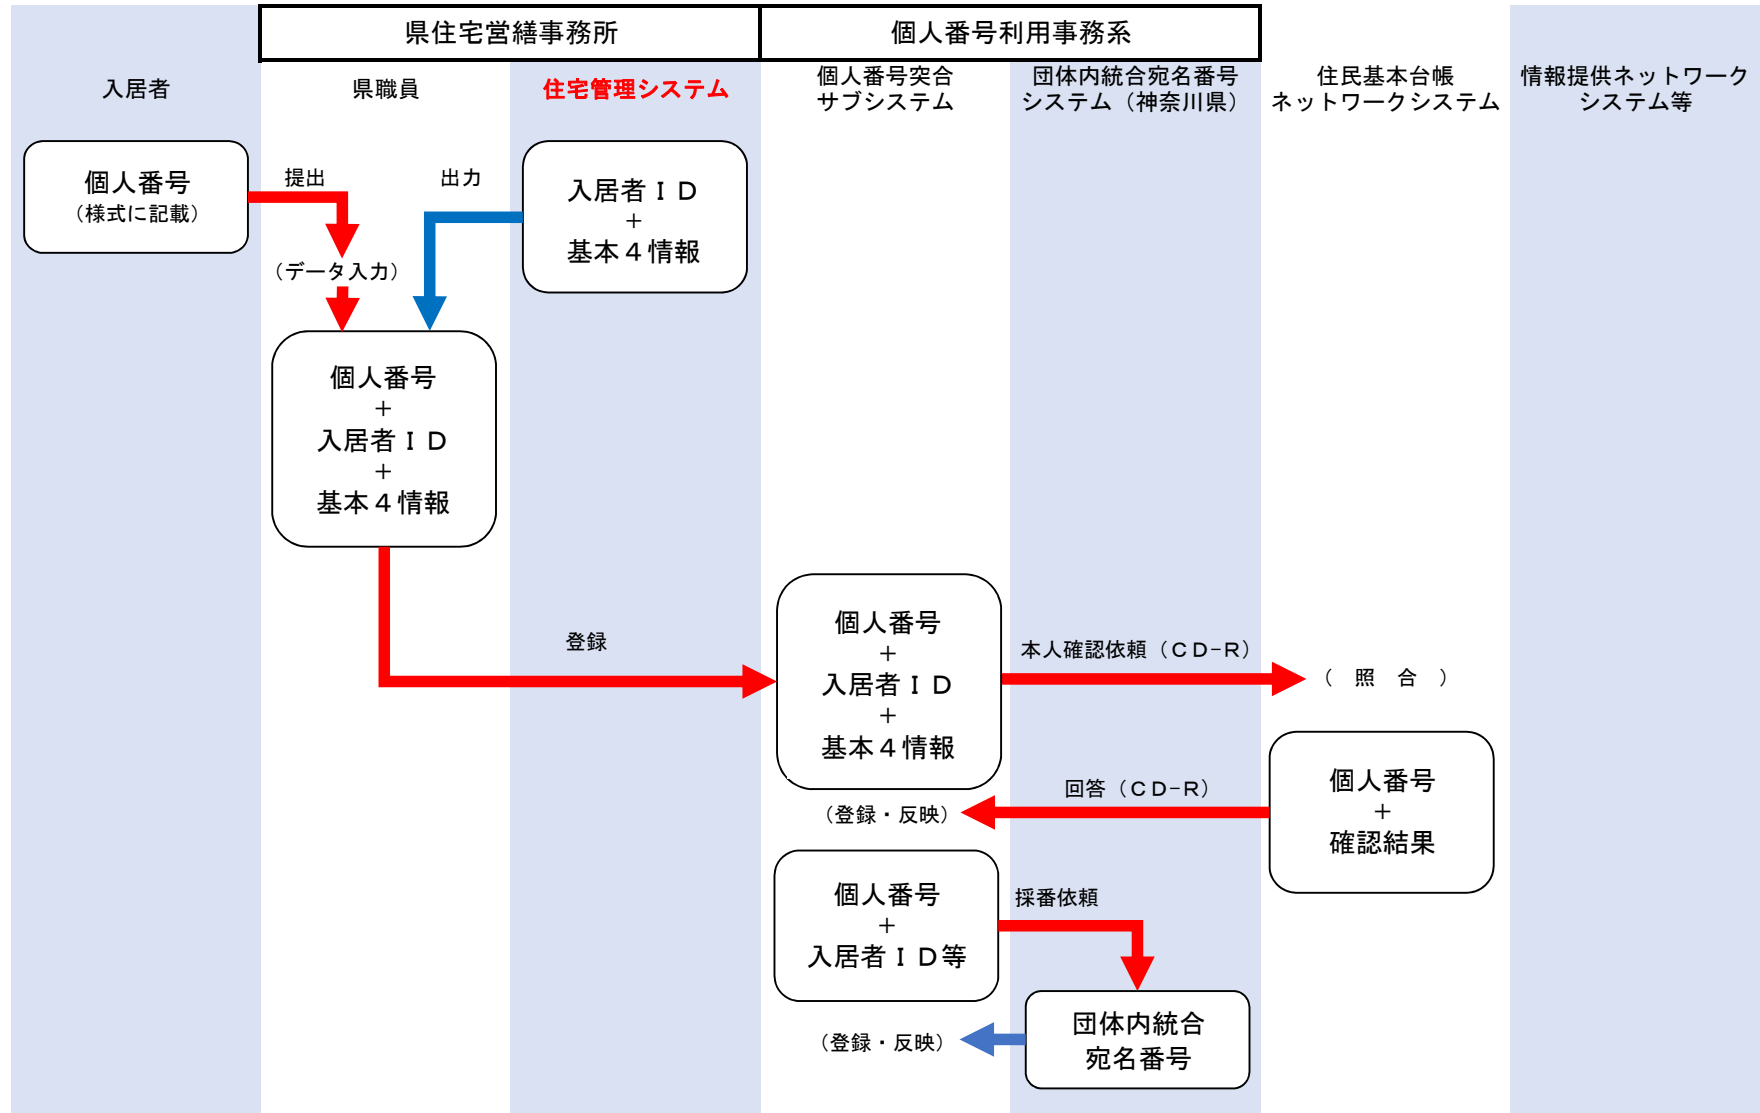 県住宅営繕事務所
個人番号利用事務系
入居者
県職員
住宅管理システム
個人番号突合
サブシステム
団体内統合宛名番号
システム（神奈川県）
住民基本台帳
ネットワークシステム
情報提供ネットワーク
システム等
個人番号
（様式に記載）
提出
出力
入居者ＩＤ
＋
基本４情報
（データ入力）
個人番号
＋
入居者ＩＤ
＋
基本４情報
登録
個人番号
＋
入居者ＩＤ
＋
基本４情報
本人確認依頼（ＣＤ−Ｒ）
（　照　合　）
回答（ＣＤ−Ｒ）
（登録・反映）
個人番号
＋
確認結果
個人番号
＋
入居者ＩＤ等
採番依頼
団体内統合
宛名番号
（登録・反映）